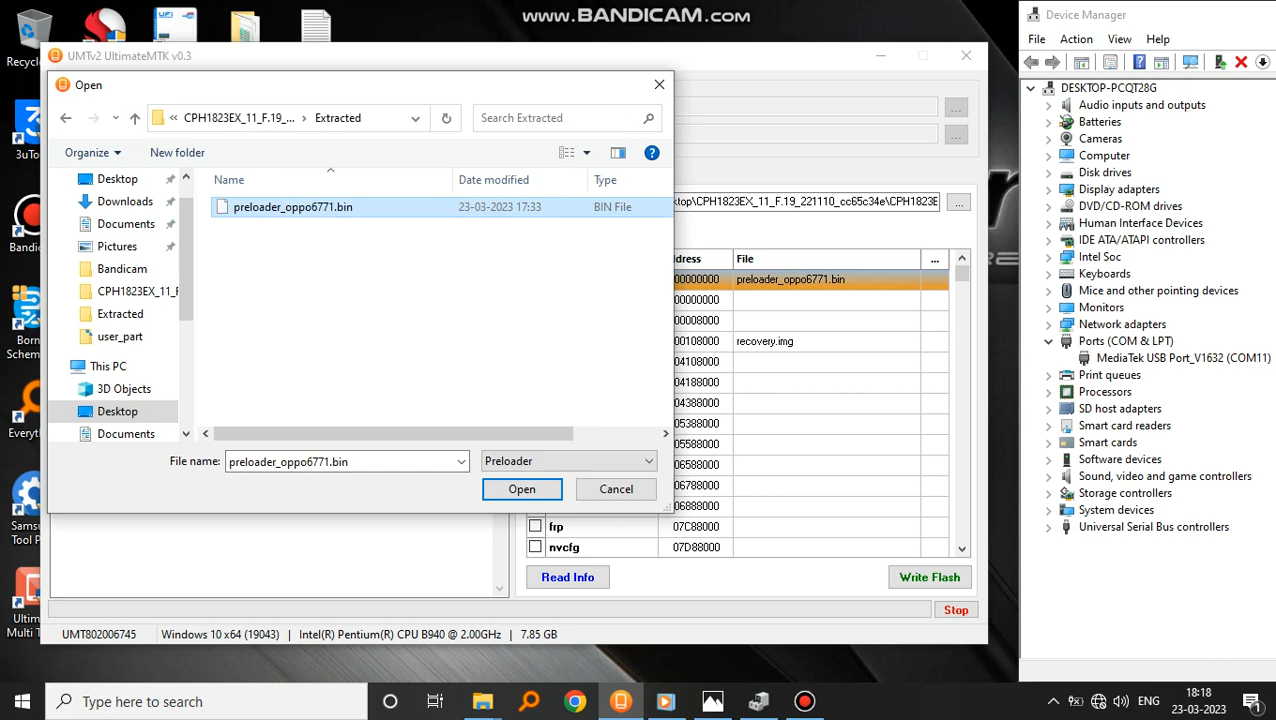 www.BANDICAM.com
Device Manager
File Action View Help
DESKTOP-PCQT28G
Audio inputs and outputs
Batteries
Cameras
Computer
Disk drives
Display adapters
DVD/CD-ROM drives
Human Interface Devices
IDE ATA/ATAPI controllers
Intel Soc
Keyboards
Mice and other pointing devices
Monitors
Network adapters
Ports (COM & LPT)
MediaTek USB Port_V1632 (COM11)
Print queues
Processors
SD host adapters
Smart card readers
Smart cards
Software devices
Sound, video and game controllers
Storage controllers
System devices
Universal Serial Bus controllers
UMTv2 UltimateMTK v0.3
Open
« CPH1823EX_11_F.19_... › Extracted
Search Extracted
Organize New folder
Name Date modified Type
preloader_oppo6771.bin 23-03-2023 17:33 BIN File
Desktop
Downloads
Documents
Pictures
Bandicam
CPH1823EX_11_F
Extracted
user_part
This PC
3D Objects
Desktop
Documents
File name: preloader_oppo6771.bin Preloader
Open Cancel
ktop\CPH1823EX_11_F.19_221110_cc65c34e\CPH1823E ...
ddress File ...
00000000 preloader_oppo6771.bin
00000000
00008000
00108000 recovery.img
04108000
04188000
04388000
05388000
05588000
06588000
06788000
06888000
frp 07C88000
nvcfg 07D88000
Read Info Write Flash
Stop
UMT802006745 Windows 10 x64 (19043) Intel(R) Pentium(R) CPU B940 @ 2.00GHz 7.85 GB
Recyc
3uTo
Bandic
Born
Schem
Everyt
Samsu
Tool P
Ultim
Multi T
Type here to search
ENG
18:18
23-03-2023
1